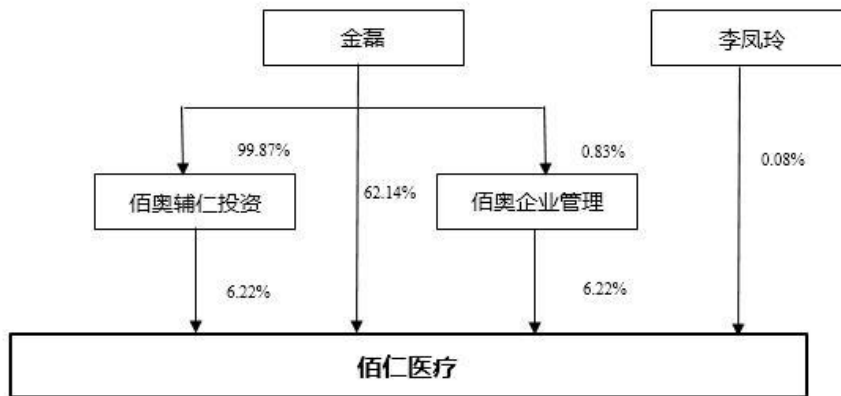 金磊
李凤玲
99.87%
0.83%
0.08%
佰奥辅仁投资
62.14%
佰奥企业管理
6.22%
6.22%
佰仁医疗